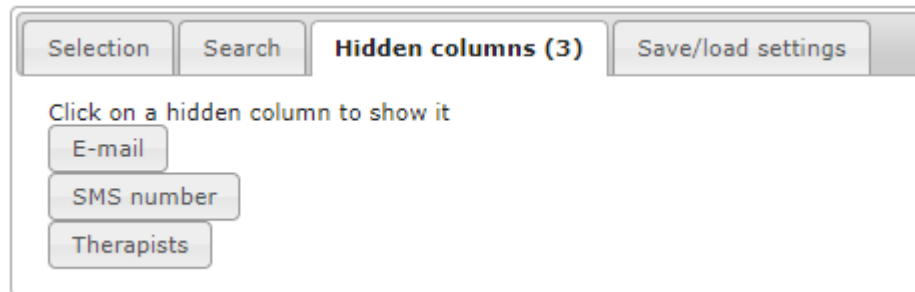 Selection Search Hidden columns (3) Save/load settings
Click on a hidden column to show it
E-mail
SMS number
Therapists